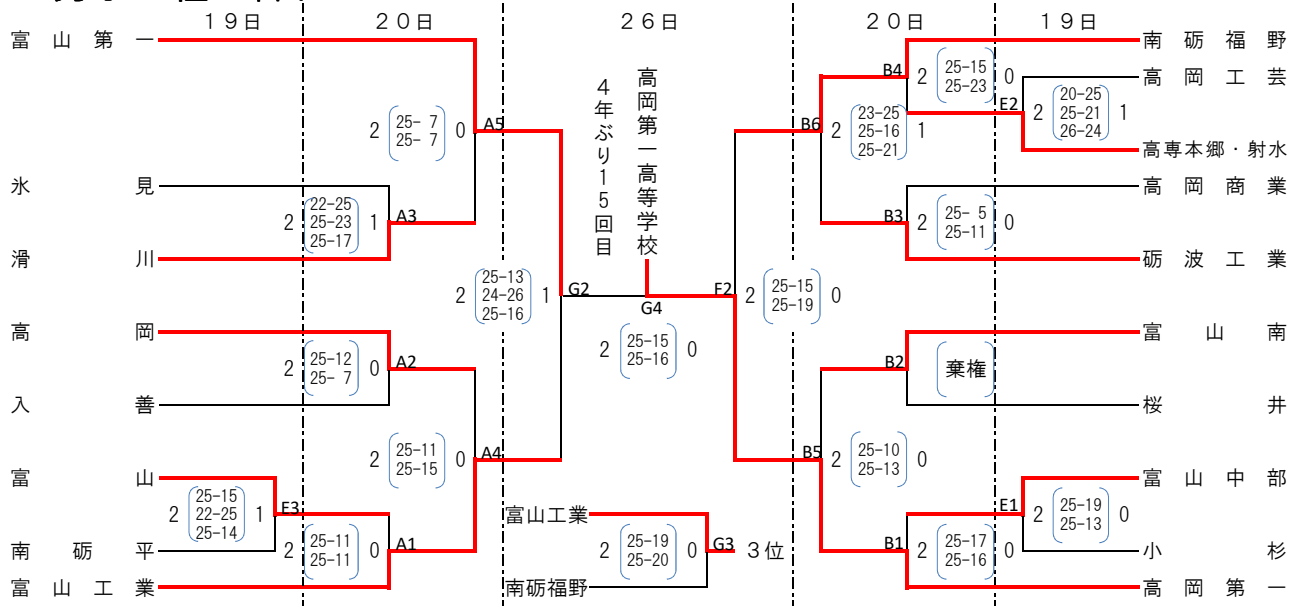 19日 20日 26日 20日 19日
富山第一
氷見
滑川
高岡
入善
富山
南砺平
富山工業
2 25- 7 0 A5
25- 7
2 22-25 1 A3
25-23
25-17
2 25-13 1 G2
24-26
25-16
2 25-12 0 A2
25- 7
2 25-11 0 A4
25-15
2 25-15 1 E3
22-25
25-14
2 25-11 0 A1
25-11
高岡第一高等学校
4年ぶり15回目
G4
2 25-15 0
25-16
富山工業
2 25-19 0 G3 3位
25-20
南砺福野
南砺福野
高岡工芸
高専本郷・射水
高岡商業
砺波工業
富山南
桜井
富山中部
小杉
高岡第一
B4 2 25-15 0
25-23
E2 2 20-25 1
25-21
26-24
B6 2 23-25 1
25-16
25-21
B3 2 25- 5 0
25-11
F2 2 25-15 0
25-19
B2 棄権
B5 2 25-10 0
25-13
E1 2 25-19 0
25-13
B1 2 25-17 0
25-16